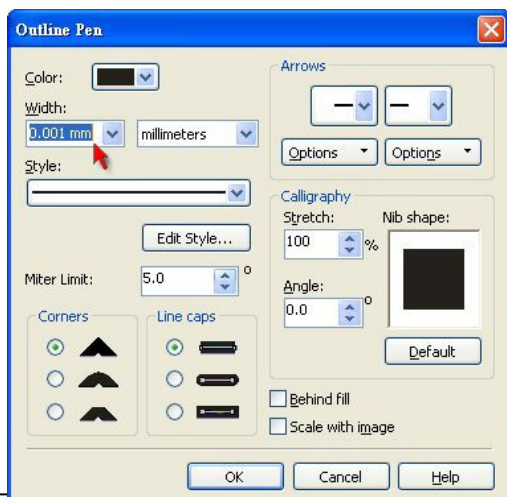 Outline Pen
Color:
Width:
0.001 mm
millimeters
Style:
Edit Style...
Miter Limit:
5.0
°
Corners
Line caps
Arrows
Options
Options
Calligraphy
Stretch:
Nib shape:
100
%
Angle:
0.0
°
Default
Behind fill
Scale with image
OK
Cancel
Help